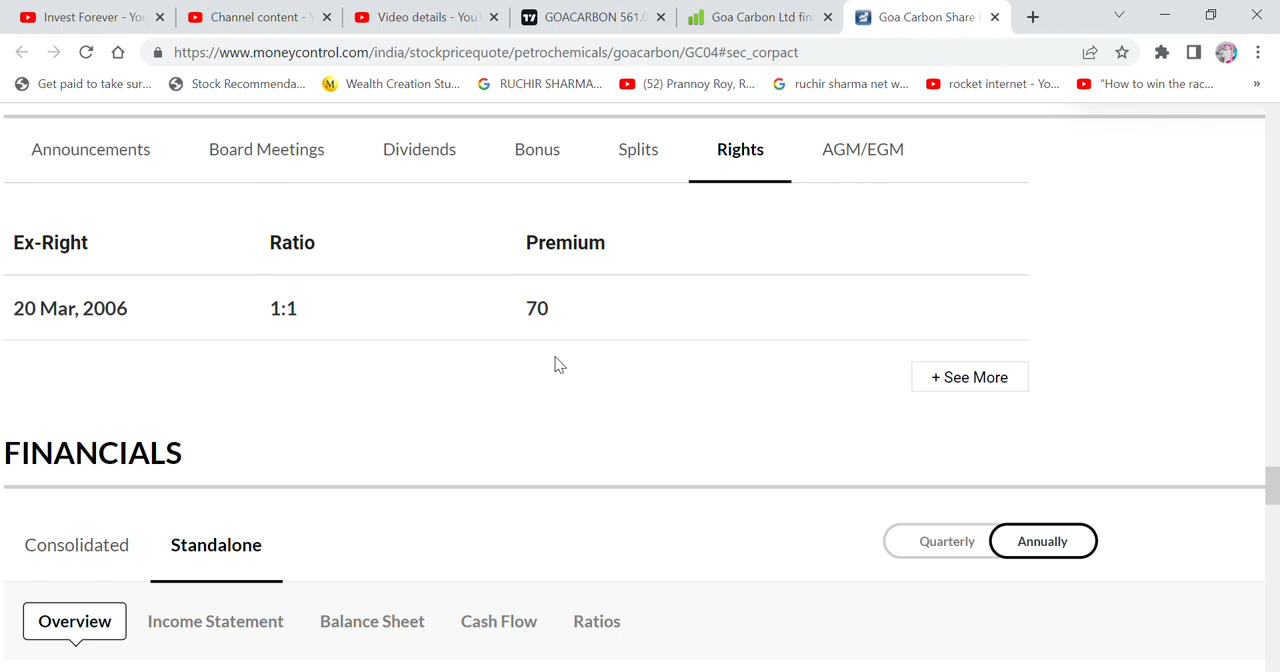 Invest Forever - You
Channel content - Y
Video details - YouT
GOACARBON 561.0
Goa Carbon Ltd fin
Goa Carbon Share
https://www.moneycontrol.com/india/stockpricequote/petrochemicals/goacarbon/GC04#sec_corpact
Get paid to take sur...
Stock Recommenda...
Wealth Creation Stu...
RUCHIR SHARMA...
(52) Prannoy Roy, R...
ruchir sharma net w...
rocket internet - Yo...
"How to win the rac...
»
Announcements Board Meetings Dividends Bonus Splits Rights AGM/EGM
Ex-Right Ratio Premium
20 Mar, 2006 1:1 70
+ See More
FINANCIALS
Consolidated Standalone Quarterly Annually
Overview Income Statement Balance Sheet Cash Flow Ratios